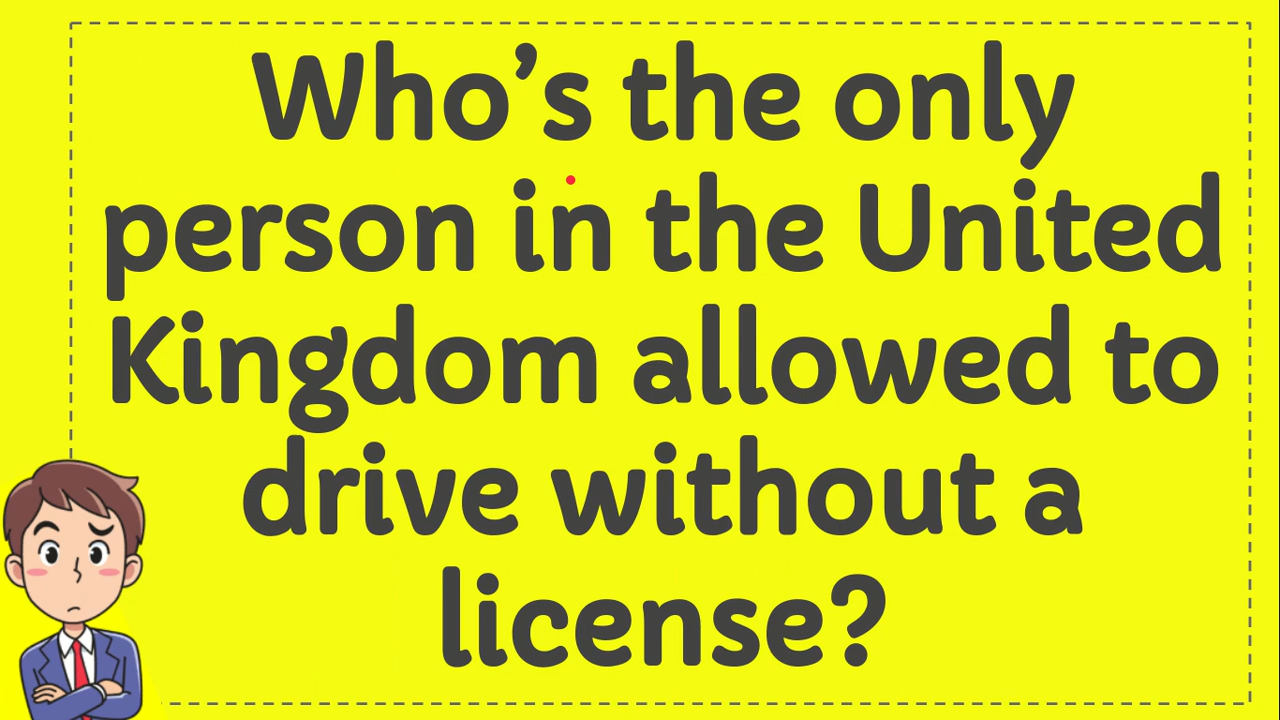 Who’s the only
person in the United
Kingdom allowed to
drive without a
license?